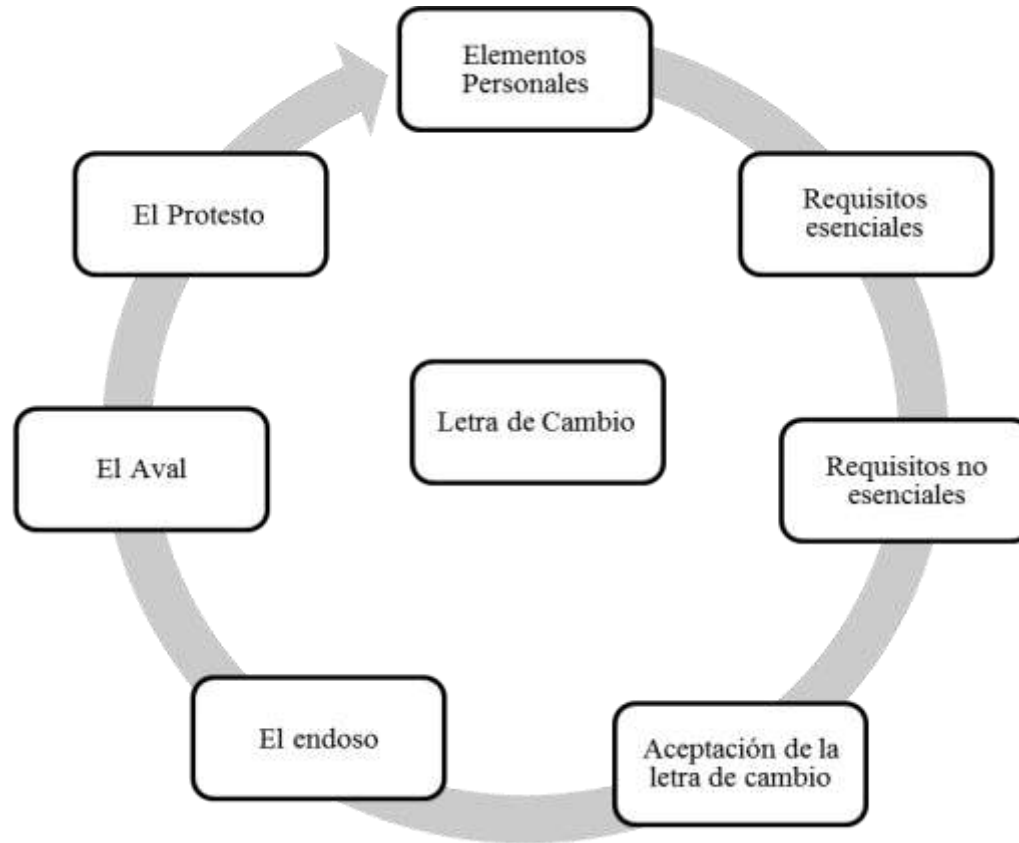 Elementos
Personales
Requisitos
esenciales
Requisitos no
esenciales
Aceptación de la
letra de cambio
El endoso
El Aval
El Protesto
Letra de Cambio